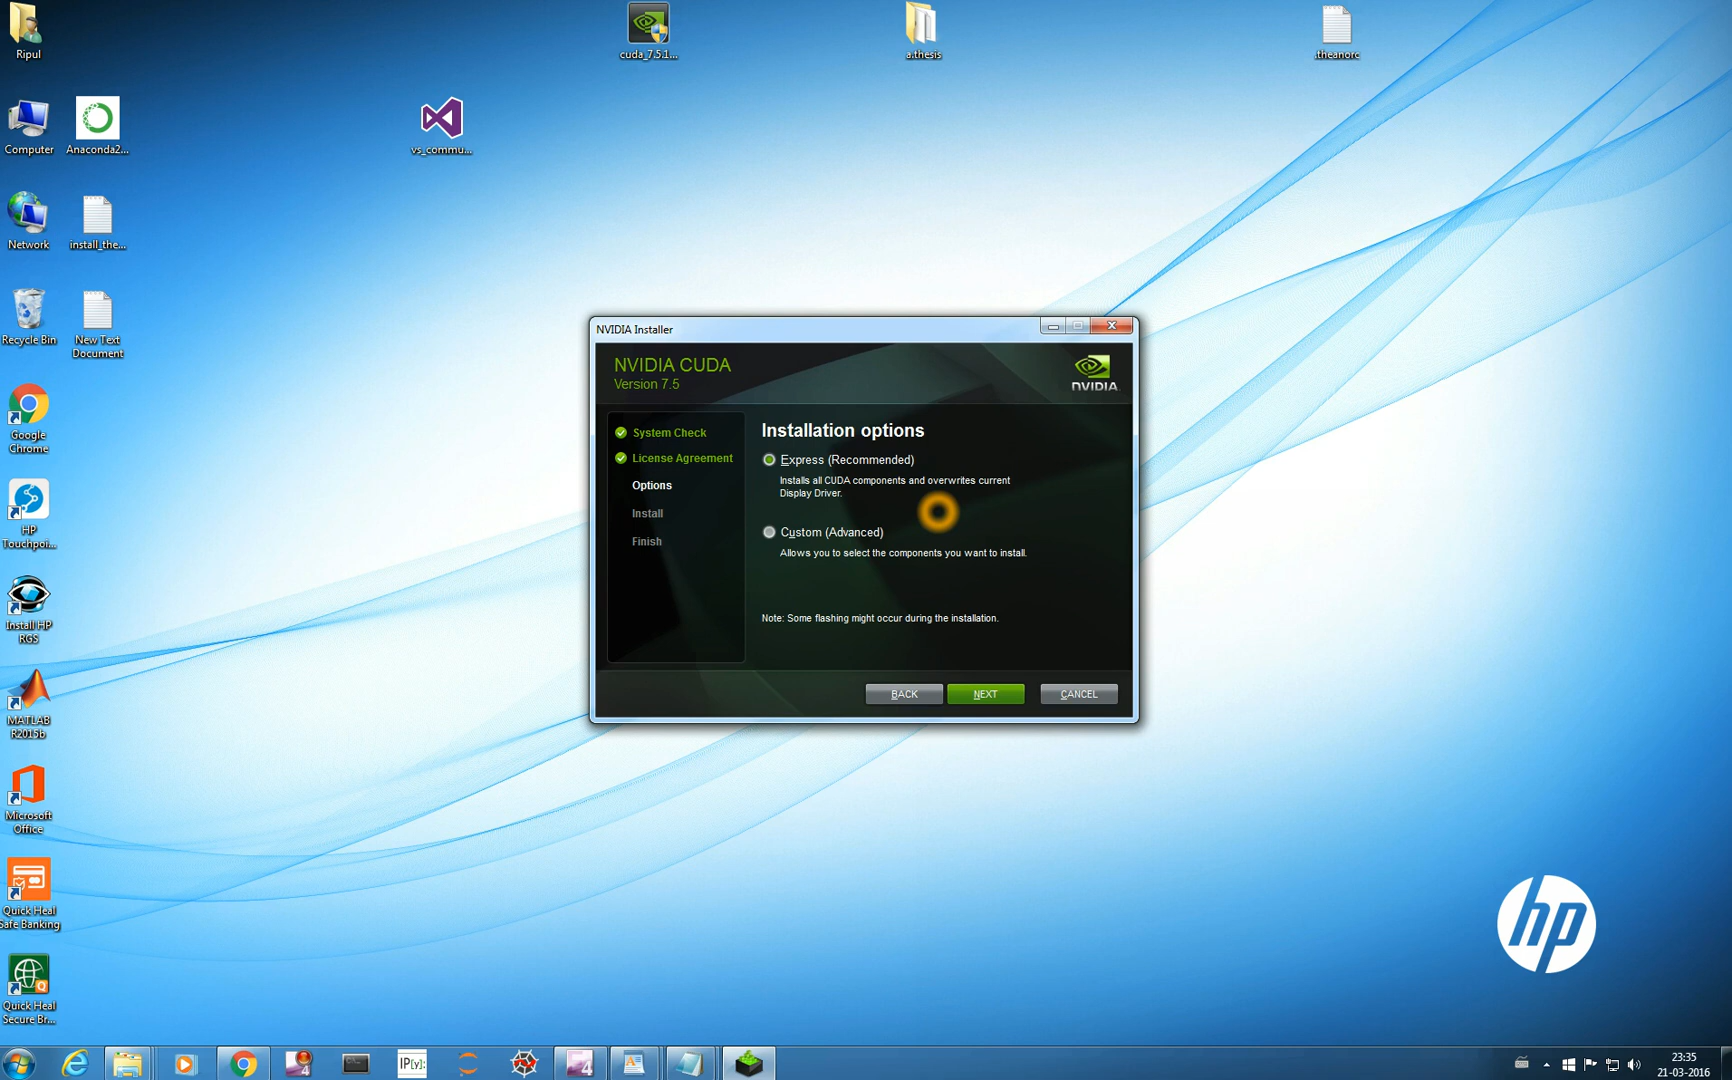 Ripul
cuda_7.5.1...
a.thesis
.theanorc
Computer
Anaconda2...
vs_commu...
Network
install_the...
Recycle Bin
New Text
Document
Google
Chrome
HP
Touchpoi...
Install HP
RGS
MATLAB
R2015b
Microsoft
Office
Quick Heal
Safe Banking
Quick Heal
Secure Br...
NVIDIA Installer
NVIDIA CUDA
Version 7.5
NVIDIA.
System Check
License Agreement
Options
Install
Finish
Installation options
Express (Recommended)
Installs all CUDA components and overwrites current
Display Driver.
Custom (Advanced)
Allows you to select the components you want to install.
Note: Some flashing might occur during the installation.
BACK
NEXT
CANCEL
hp
4
IP[y]:
4
23:35
21-03-2016